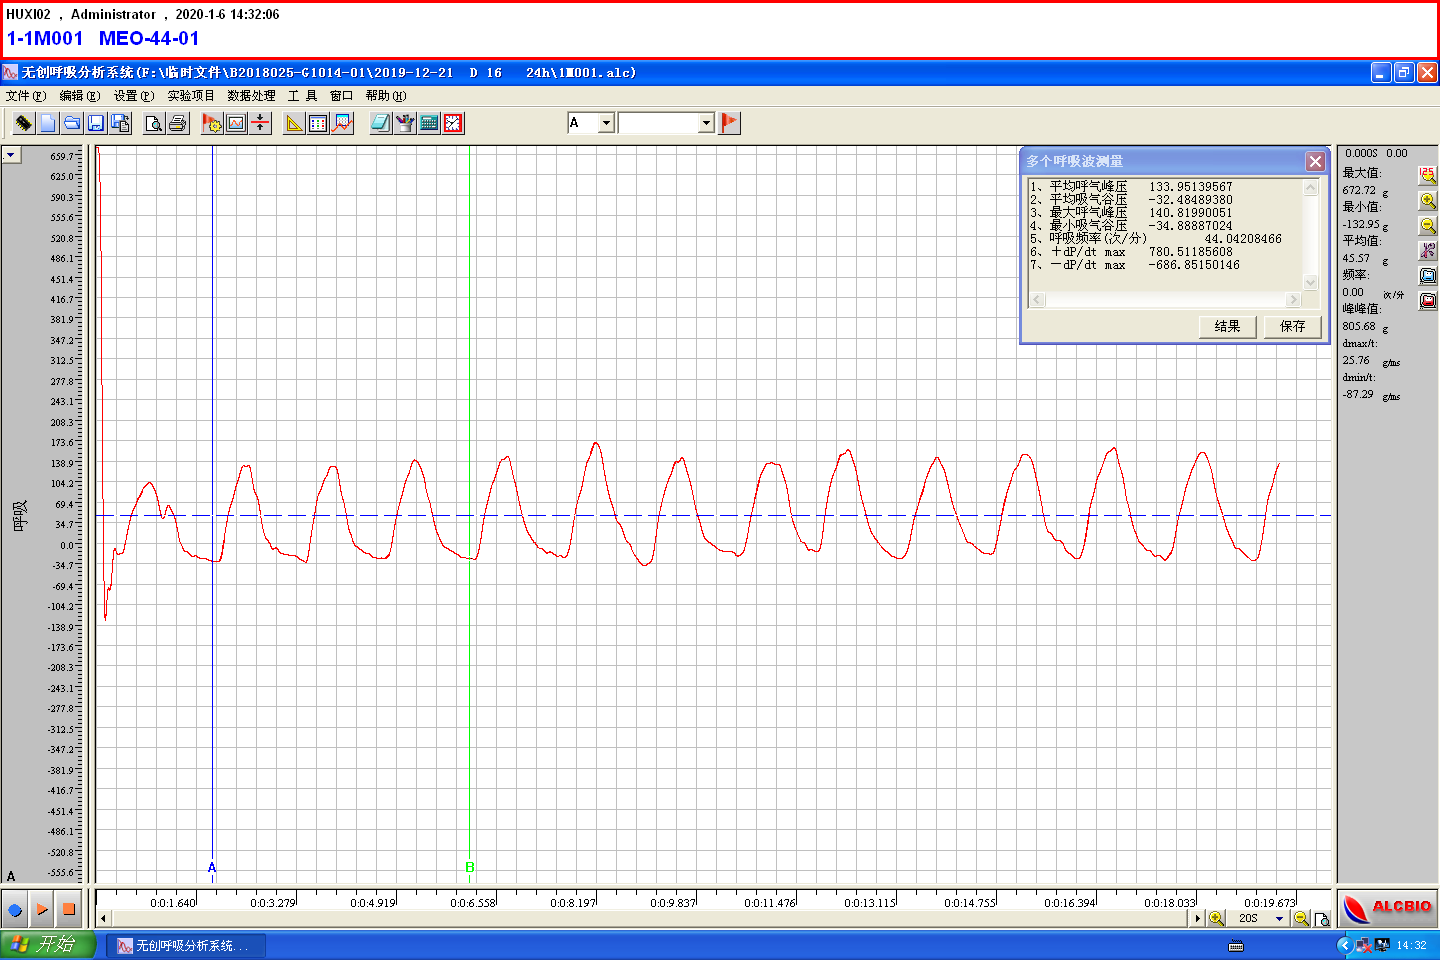 HUXI02 , Administrator , 2020-1-6 14:32:06
1-1M001 MEO-44-01
无创呼吸分析系统(F:\临时文件\B2018025-G1014-01\2019-12-21 D 16 24h\1M001.alc)
文件(F) 编辑(E) 设置(P) 实验项目 数据处理 工 具 窗口 帮助(H)
A
659.7
625.0
590.3
555.6
520.8
486.1
451.4
416.7
381.9
347.2
312.5
277.8
243.1
208.3
173.6
138.9
104.2
69.4
34.7
0.0
-34.7
-69.4
-104.2
-138.9
-173.6
-208.3
-243.1
-277.8
-312.5
-347.2
-381.9
-416.7
-451.4
-486.1
-520.8
-555.6
呼吸
A
多个呼吸波测量
1、平均呼气峰压 133.95139567
2、平均吸气谷压 -32.48489380
3、最大呼气峰压 140.81990051
4、最小吸气谷压 -34.88887024
5、呼吸频率(次/分) 44.04208466
6、＋dP/dt max 780.51185608
7、－dP/dt max -686.85150146
结果 保存
0.000S 0.00
最大值:
672.72 g
最小值:
-132.95 g
平均值:
45.57 g
频率:
0.00 次/分
峰峰值:
805.68 g
dmax/t:
25.76 g/ms
dmin/t:
-87.29 g/ms
125
A B
0:0:1.640 0:0:3.279 0:0:4.919 0:0:6.558 0:0:8.197 0:0:9.837 0:0:11.476 0:0:13.115 0:0:14.755 0:0:16.394 0:0:18.033 0:0:19.673
20S
ALCBIO
开始 无创呼吸分析系统... 14:32